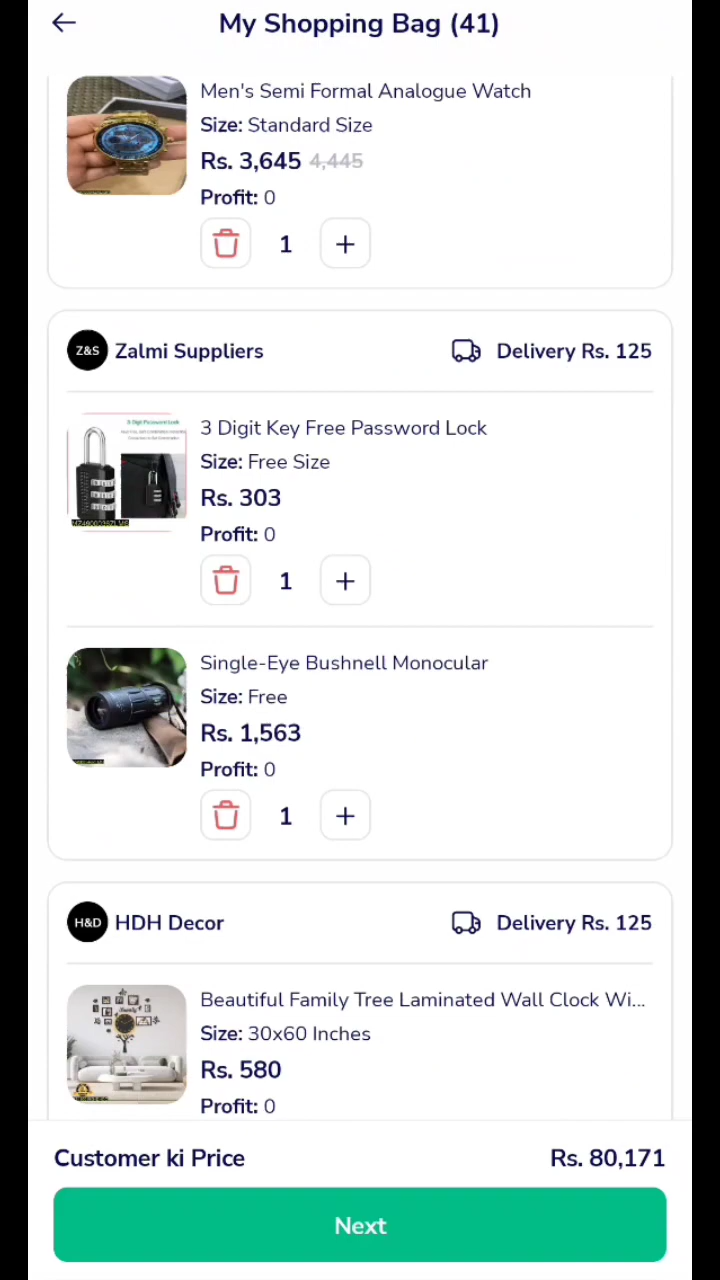 My Shopping Bag (41)
Men's Semi Formal Analogue Watch
Size: Standard Size
Rs. 3,645 4,445
Profit: 0
1 +
Z&S Zalmi Suppliers Delivery Rs. 125
3 Digit Key Free Password Lock
Size: Free Size
Rs. 303
Profit: 0
1 +
3 Digit Password Lock
Single-Eye Bushnell Monocular
Size: Free
Rs. 1,563
Profit: 0
1 +
H&D HDH Decor Delivery Rs. 125
Beautiful Family Tree Laminated Wall Clock Wi...
Size: 30x60 Inches
Rs. 580
Profit: 0
Customer ki Price Rs. 80,171
Next